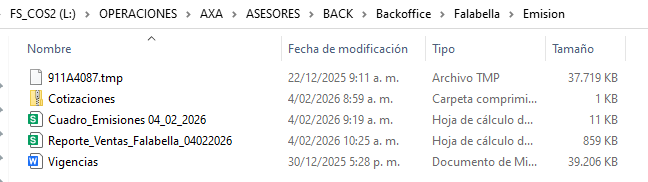 FS_COS2 (L:) > OPERACIONES > AXA > ASESORES > BACK > Backoffice > Falabella > Emision
Nombre Fecha de modificación Tipo Tamaño
911A4087.tmp 22/12/2025 9:11 a. m. Archivo TMP 37.719 KB
Cotizaciones 4/02/2026 8:59 a. m. Carpeta comprimi... 1 KB
Cuadro_Emisiones 04_02_2026 4/02/2026 9:19 a. m. Hoja de cálculo d... 11 KB
Reporte_Ventas_Falabella_04022026 4/02/2026 10:25 a. m. Hoja de cálculo d... 859 KB
Vigencias 30/12/2025 5:28 p. m. Documento de Mi... 39.206 KB